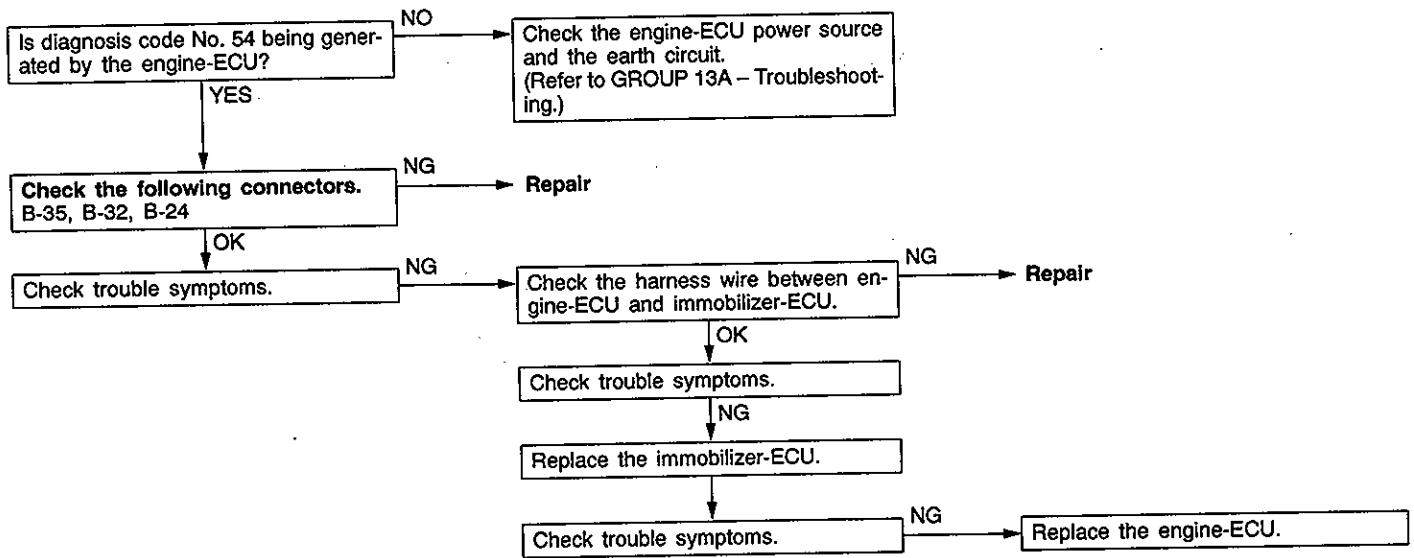 Is diagnosis code No. 54 being gener-
ated by the engine-ECU?
NO
Check the engine-ECU power source
and the earth circuit.
(Refer to GROUP 13A – Troubleshoot-
ing.)
YES
Check the following connectors.
B-35, B-32, B-24
NG
Repair
OK
Check trouble symptoms.
NG
Check the harness wire between en-
gine-ECU and immobilizer-ECU.
NG
Repair
OK
Check trouble symptoms.
NG
Replace the immobilizer-ECU.
Check trouble symptoms.
NG
Replace the engine-ECU.